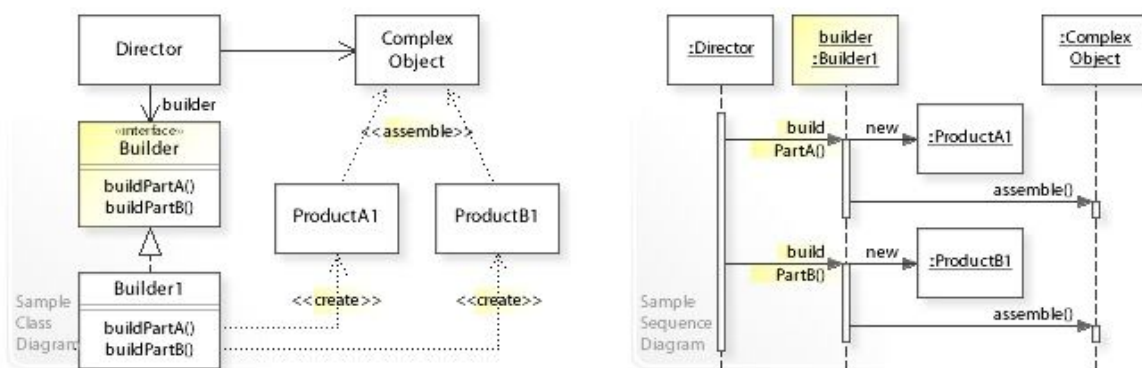 Director
Complex
Object
builder
«interface»
Builder
buildPartA()
buildPartB()
<<assemble>>
ProductA1
ProductB1
Builder1
buildPartA()
buildPartB()
<<create>>
<<create>>
Sample
Class
Diagram
:Director
builder
:Builder1
:Complex
Object
build
PartA()
new
:ProductA1
assemble()
build
PartB()
new
:ProductB1
assemble()
Sample
Sequence
Diagram